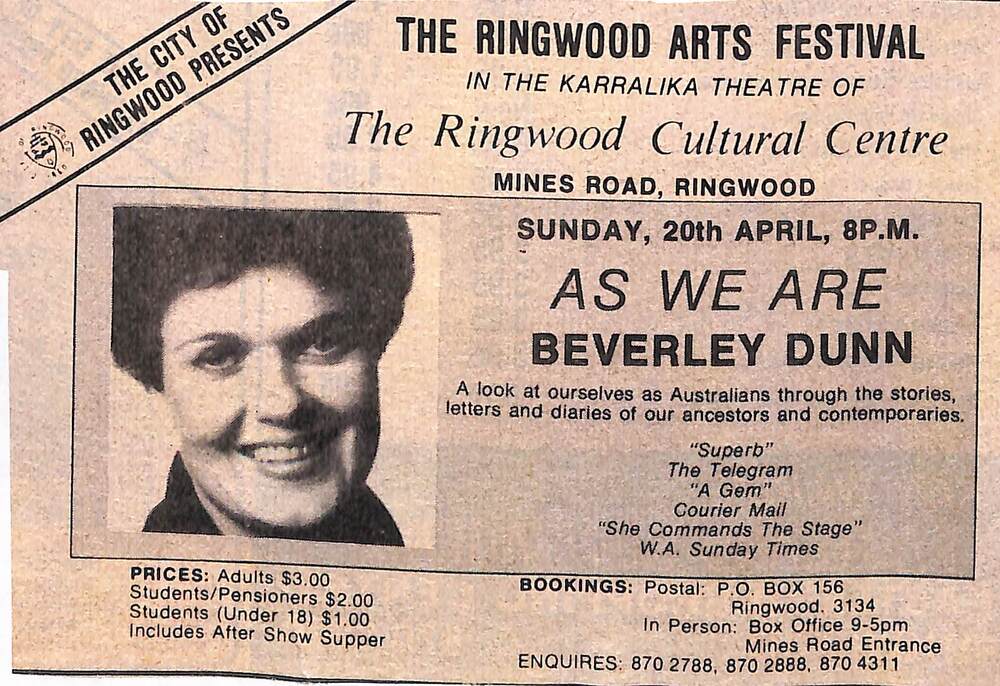 THE CITY OF
RINGWOOD PRESENTS
THE RINGWOOD ARTS FESTIVAL
IN THE KARRALIKA THEATRE OF
The Ringwood Cultural Centre
MINES ROAD, RINGWOOD
SUNDAY, 20th APRIL, 8P.M.
AS WE ARE
BEVERLEY DUNN
A look at ourselves as Australians through the stories,
letters and diaries of our ancestors and contemporaries.
"Superb"
The Telegram
"A Gem"
Courier Mail
"She Commands The Stage"
W.A. Sunday Times
PRICES: Adults $3.00
Students/Pensioners $2.00
Students (Under 18) $1.00
Includes After Show Supper
BOOKINGS: Postal: P.O. BOX 156
Ringwood. 3134
In Person: Box Office 9-5pm
Mines Road Entrance
ENQUIRES: 870 2788, 870 2888, 870 4311